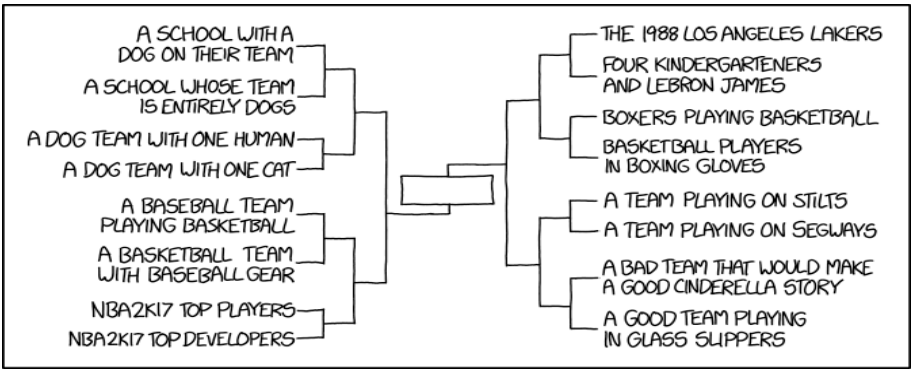 A SCHOOL WITH A
DOG ON THEIR TEAM
A SCHOOL WHOSE TEAM
IS ENTIRELY DOGS
A DOG TEAM WITH ONE HUMAN
A DOG TEAM WITH ONE CAT
A BASEBALL TEAM
PLAYING BASKETBALL
A BASKETBALL TEAM
WITH BASEBALL GEAR
NBA2K17 TOP PLAYERS
NBA2K17 TOP DEVELOPERS
THE 1988 LOS ANGELES LAKERS
FOUR KINDERGARTENERS
AND LEBRON JAMES
BOXERS PLAYING BASKETBALL
BASKETBALL PLAYERS
IN BOXING GLOVES
A TEAM PLAYING ON STILTS
A TEAM PLAYING ON SEGWAYS
A BAD TEAM THAT WOULD MAKE
A GOOD CINDERELLA STORY
A GOOD TEAM PLAYING
IN GLASS SLIPPERS